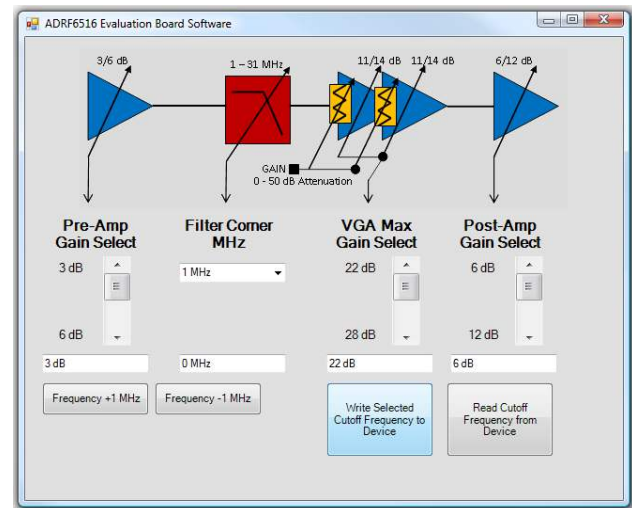 ADRF6516 Evaluation Board Software
3/6 dB
1 – 31 MHz
11/14 dB
11/14 dB
6/12 dB
GAIN
0 - 50 dB Attenuation
Pre-Amp
Gain Select
Filter Corner
MHz
VGA Max
Gain Select
Post-Amp
Gain Select
3 dB
1 MHz
22 dB
6 dB
6 dB
28 dB
12 dB
3 dB
0 MHz
22 dB
6 dB
Frequency +1 MHz
Frequency -1 MHz
Write Selected
Cutoff Frequency to
Device
Read Cutoff
Frequency from
Device